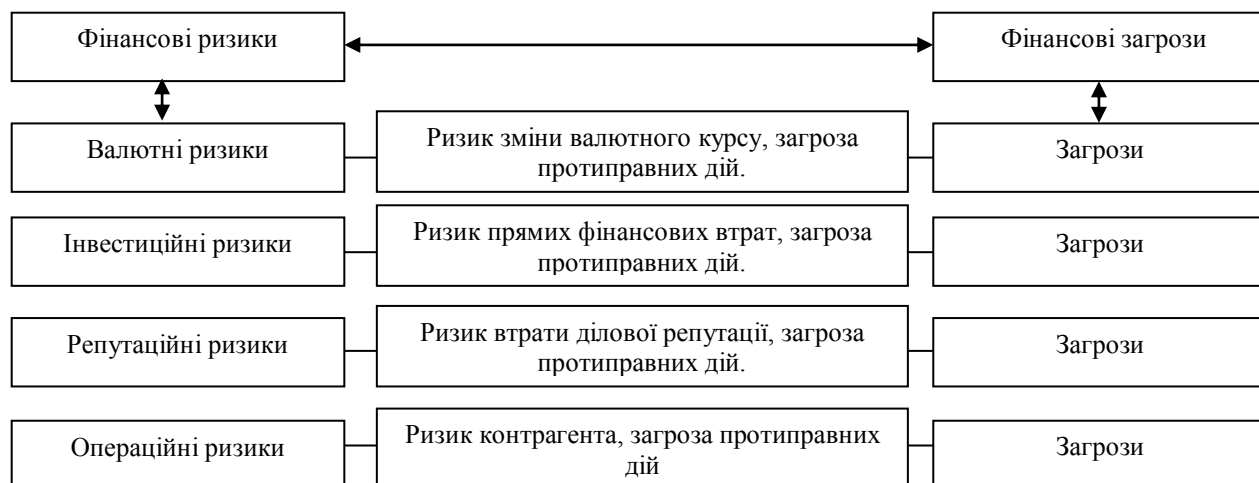 Фінансові ризики
Фінансові загрози
Валютні ризики
Ризик зміни валютного курсу, загроза
протиправних дій.
Загрози
Інвестиційні ризики
Ризик прямих фінансових втрат, загроза
протиправних дій.
Загрози
Репутаційні ризики
Ризик втрати ділової репутації, загроза
протиправних дій.
Загрози
Операційні ризики
Ризик контрагента, загроза протиправних
дій
Загрози